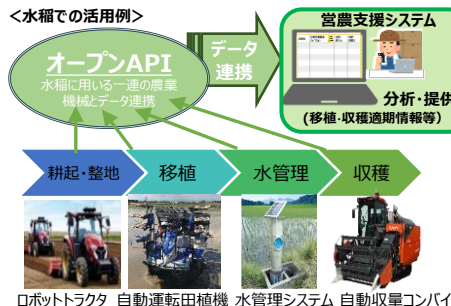 ＜水稲での活用例＞
オープンAPI
水稲に用いる一連の農業
機械とデータ連携
データ
連携
営農支援システム
分析・提供
(移植・収穫適期情報等)
耕起・整地
移植
水管理
収穫
ロボットトラクタ 自動運転田植機 水管理システム 自動収量コンバイ